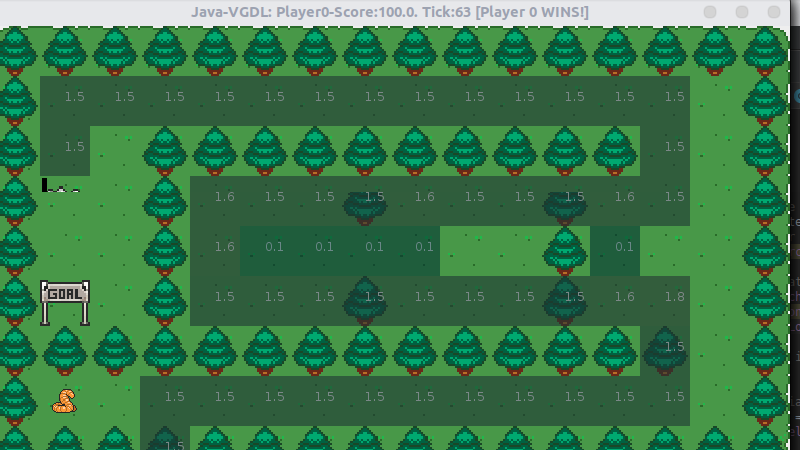 Java-VGDL: Player0-Score:100.0. Tick:63 [Player 0 WINS!]
1.5 1.5 1.5 1.5 1.5 1.5 1.5 1.5 1.5 1.5 1.5 1.5 1.5
1.5 1.5
1.6 1.5 1.5 1.5 1.6 1.5 1.5 1.5 1.6 1.5
1.6 0.1 0.1 0.1 0.1 0.1
GOAL 1.5 1.5 1.5 1.5 1.5 1.5 1.5 1.5 1.6 1.8
1.5
1.5 1.5 1.5 1.5 1.5 1.5 1.5 1.5 1.5 1.5 1.5
1.5